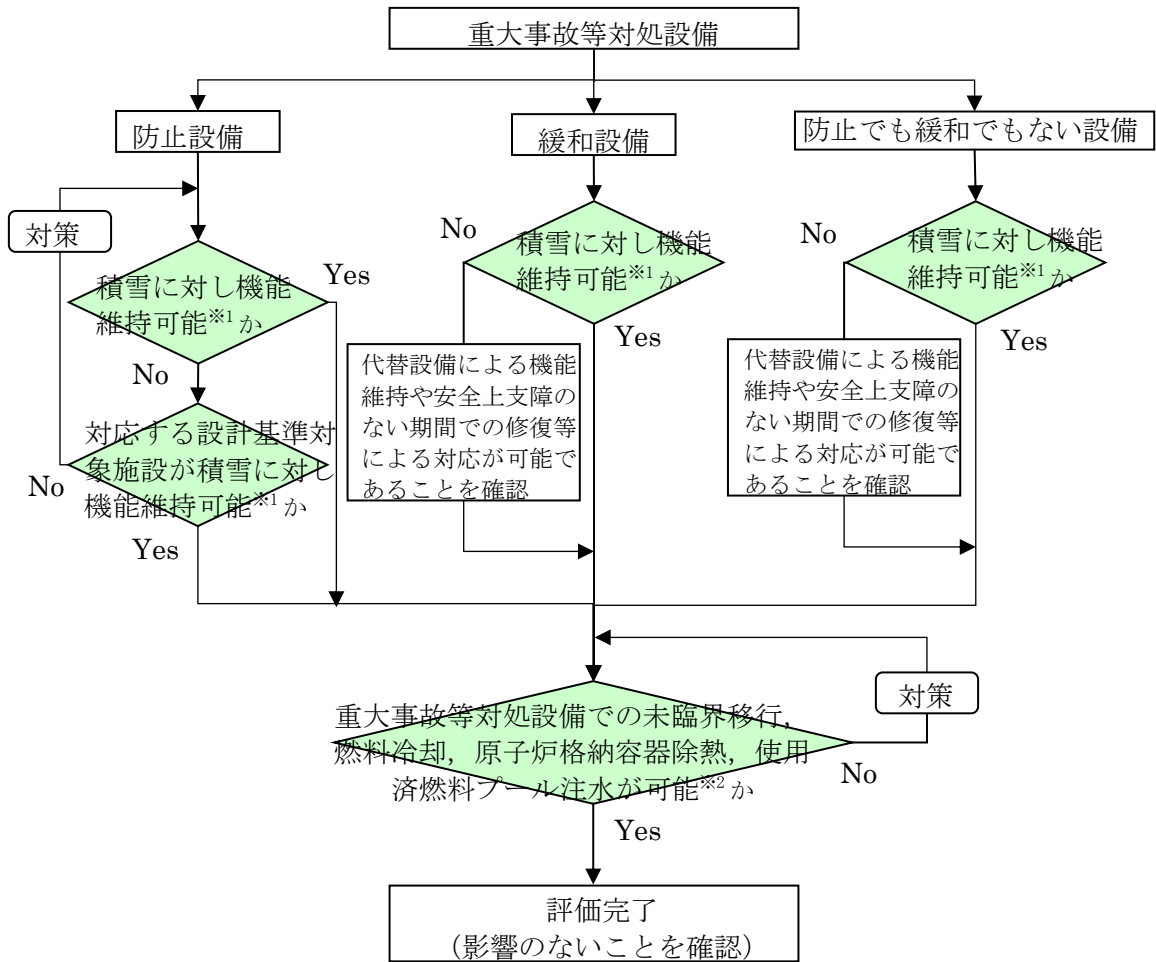 重大事故等対処設備
防止設備
緩和設備
防止でも緩和でもない設備
対策
積雪に対し機能
維持可能※1か
Yes
No
対応する設計基準対
象施設が積雪に対し
機能維持可能※1か
No
Yes
No
積雪に対し機能
維持可能※1か
Yes
代替設備による機能
維持や安全上支障の
ない期間での修復等
による対応が可能で
あることを確認
No
積雪に対し機能
維持可能※1か
Yes
代替設備による機能
維持や安全上支障の
ない期間での修復等
による対応が可能で
あることを確認
対策
重大事故等対処設備での未臨界移行,
燃料冷却, 原子炉格納容器除熱, 使用
済燃料プール注水が可能※2か
No
Yes
評価完了
（影響のないことを確認）